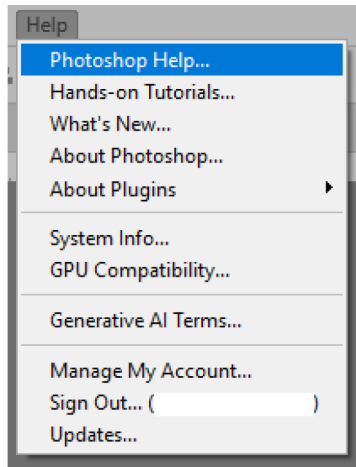 Help
Photoshop Help...
Hands-on Tutorials...
What's New...
About Photoshop...
About Plugins
System Info...
GPU Compatibility...
Generative AI Terms...
Manage My Account...
Sign Out... ( )
Updates...